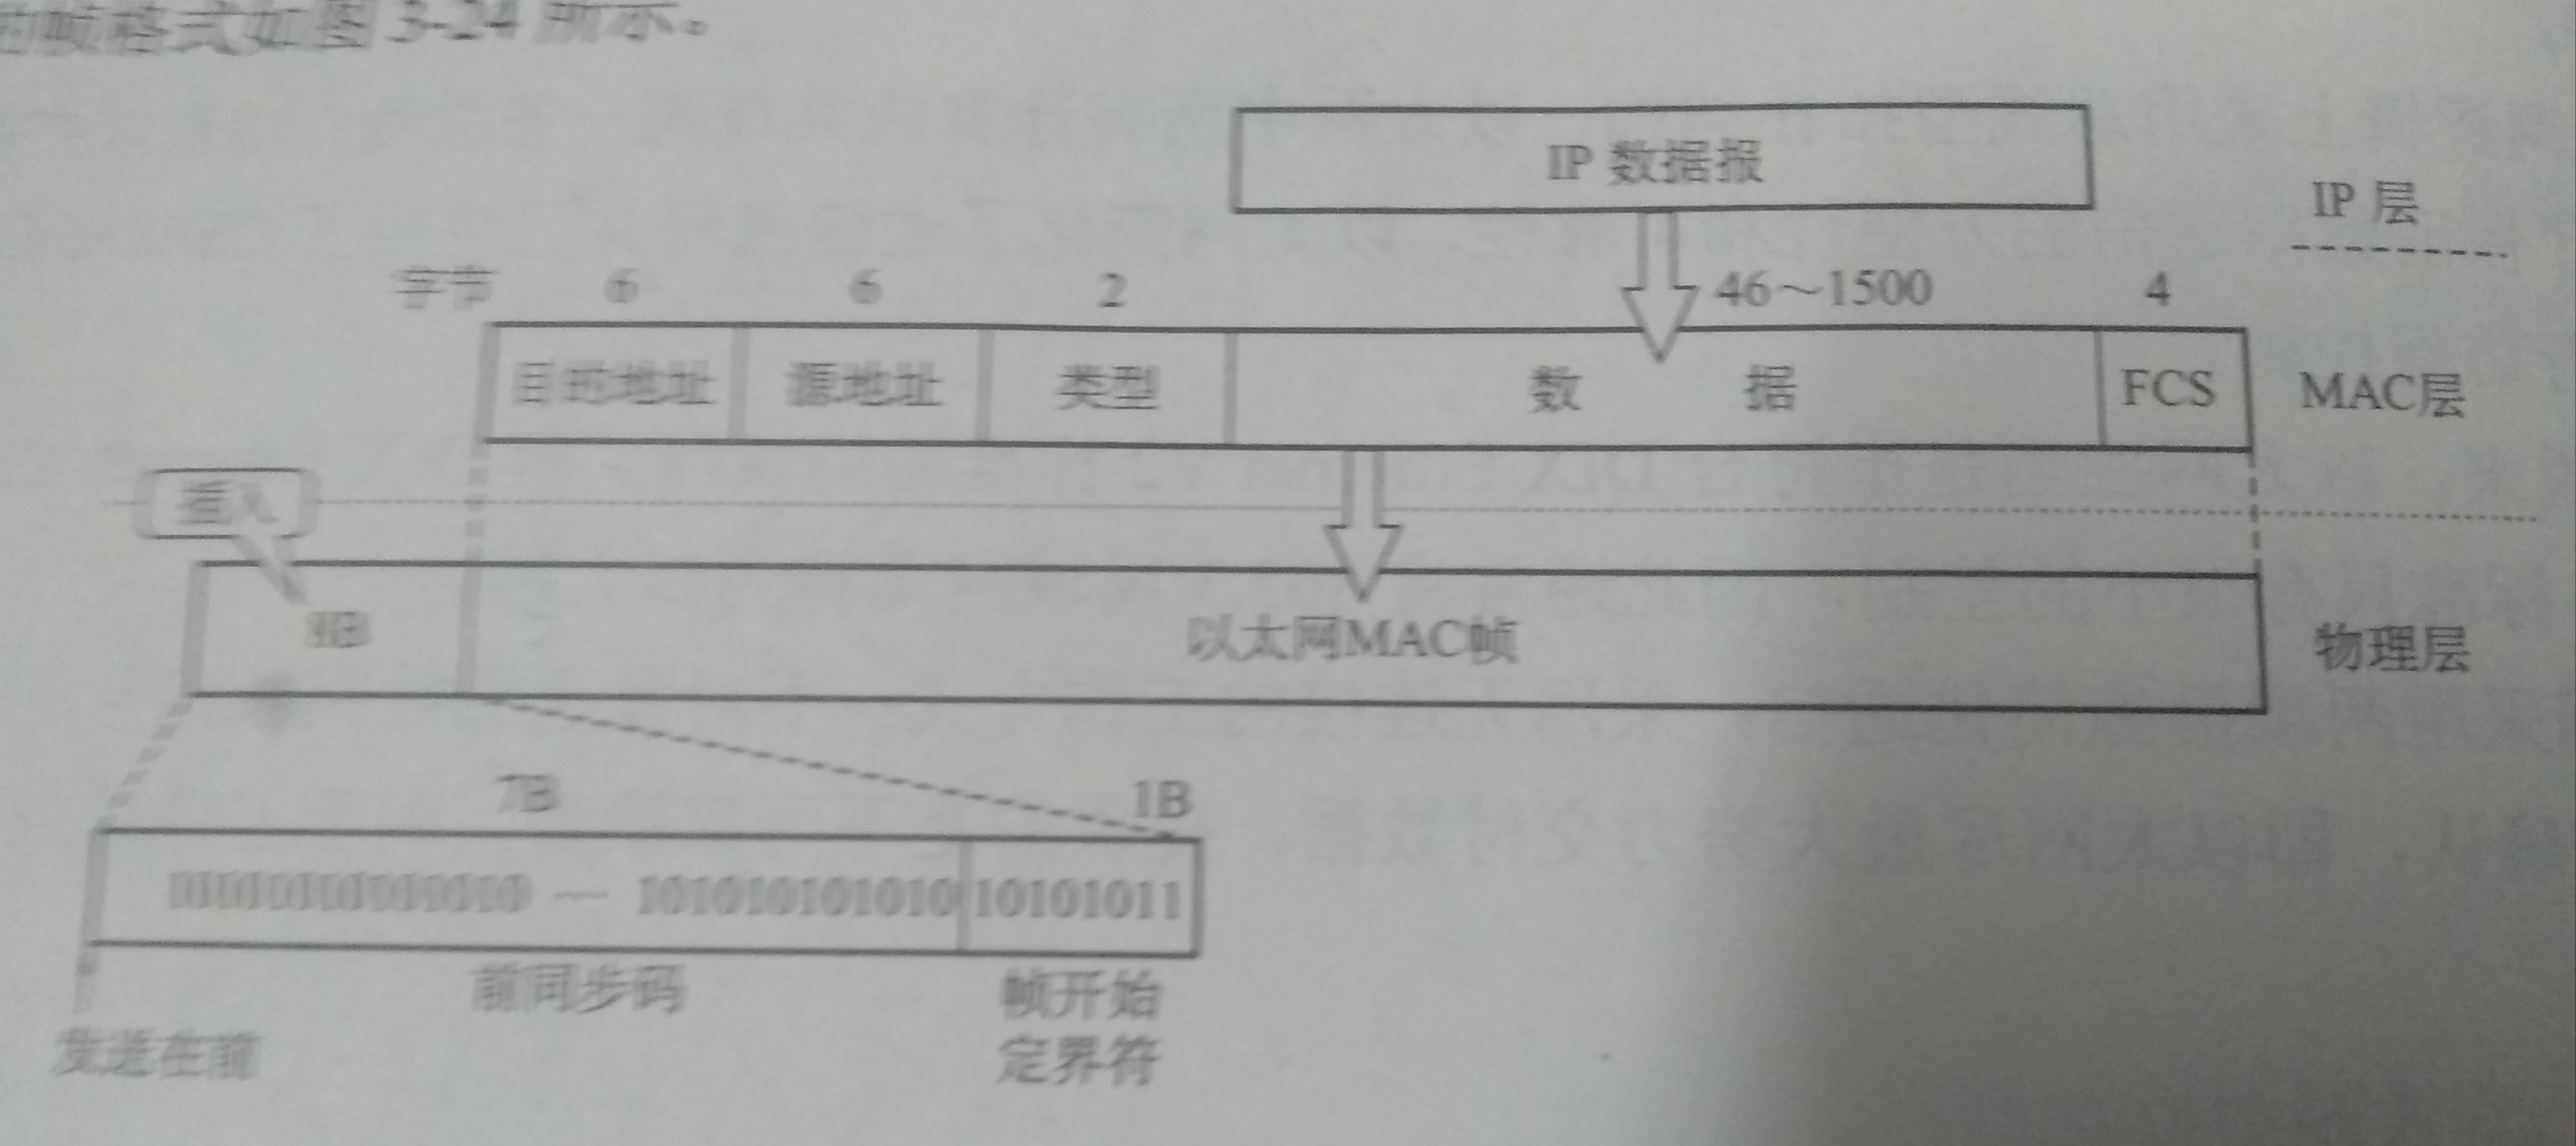 的帧格式如图 3-24 所示。
IP 数据报
IP 层
字节 6 6 2 46～1500 4
目的地址 源地址 类型 数 据 FCS MAC层
插入
8B 以太网MAC帧 物理层
7B 1B
10101011
前同步码 帧开始
定界符
发送在前